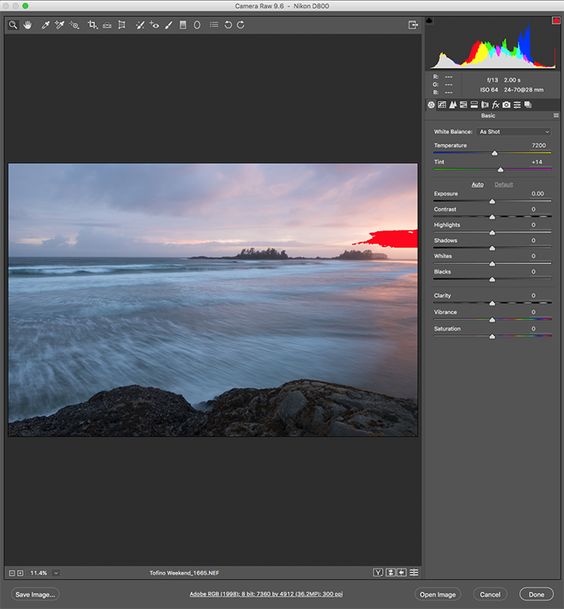 Camera Raw 9.6 - Nikon D800
R: ---
G: ---
B: ---
f/13 2.00 s
ISO 64 24-70@28 mm
fx
Basic
White Balance: As Shot
Temperature 7200
Tint +14
Auto Default
Exposure 0.00
Contrast 0
Highlights 0
Shadows 0
Whites 0
Blacks 0
Clarity 0
Vibrance 0
Saturation 0
11.4% Tofino Weekend_1665.NEF Y
Save Image... Adobe RGB (1998); 8 bit; 7360 by 4912 (36.2MP); 300 ppi Open Image Cancel Done